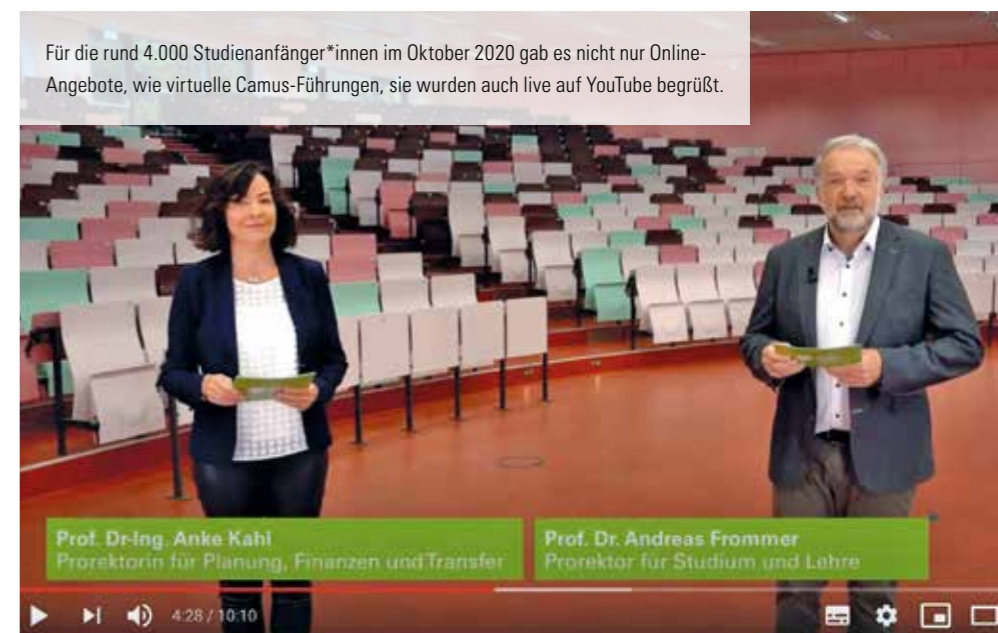 Für die rund 4.000 Studienanfänger*innen im Oktober 2020 gab es nicht nur Online-
Angebote, wie virtuelle Camus-Führungen, sie wurden auch live auf YouTube begrüßt.
Prof. Dr-Ing. Anke Kahl
Prorektorin für Planung, Finanzen und Transfer
Prof. Dr. Andreas Frommer
Prorektor für Studium und Lehre
4:28 / 10:10